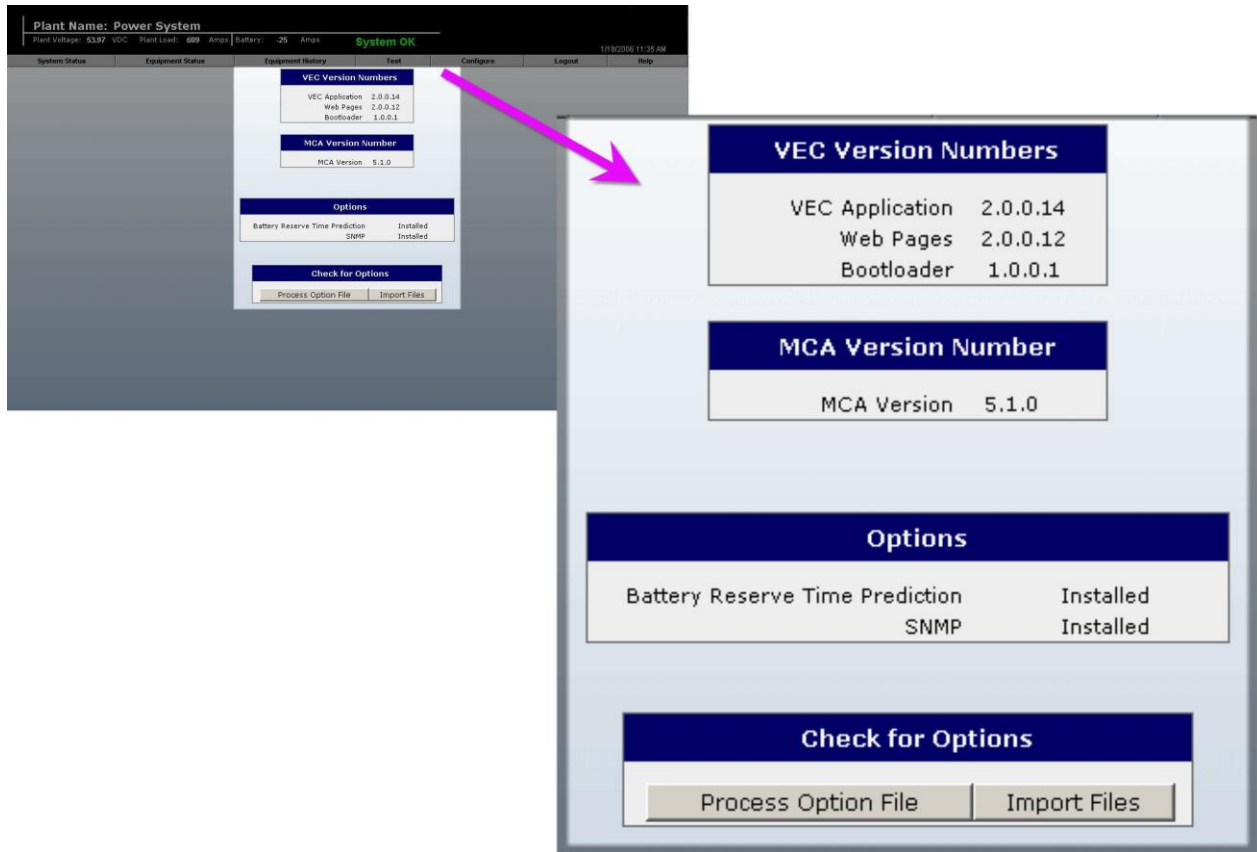 Plant Name: Power System
Plant Voltage: 53.97 VDC Plant Load: 689 Amps Battery: -25 Amps System OK
1/18/2006 11:35 AM
System Status Equipment Status Equipment History Test Configure Logout Help
VEC Version Numbers
VEC Application 2.0.0.14
Web Pages 2.0.0.12
Bootloader 1.0.0.1
MCA Version Number
MCA Version 5.1.0
Options
Battery Reserve Time Prediction Installed
SNMP Installed
Check for Options
Process Option File Import Files
VEC Version Numbers
VEC Application 2.0.0.14
Web Pages 2.0.0.12
Bootloader 1.0.0.1
MCA Version Number
MCA Version 5.1.0
Options
Battery Reserve Time Prediction Installed
SNMP Installed
Check for Options
Process Option File Import Files